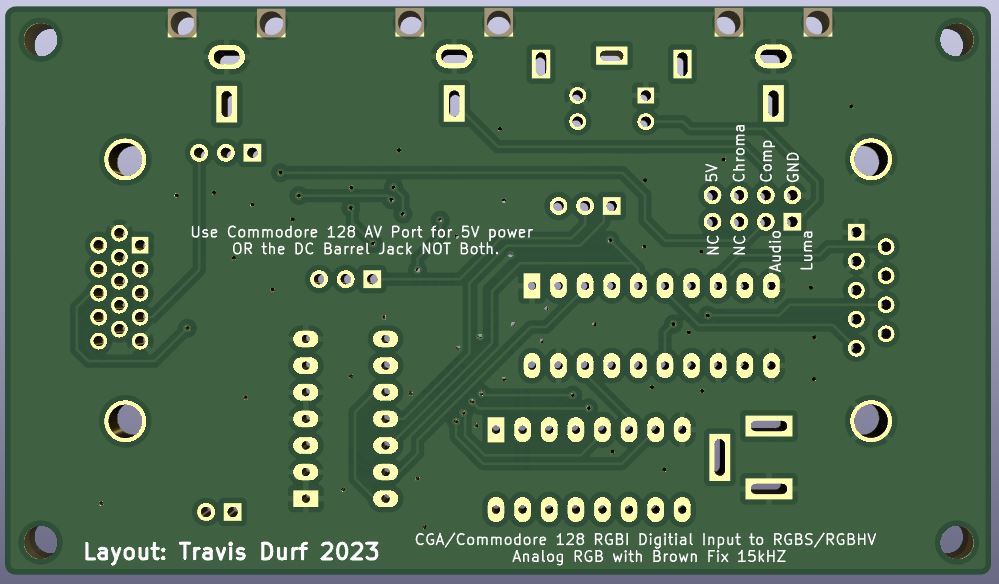 5V
Chroma
Comp
GND
NC
NC
Audio
Luma
Use Commodore 128 AV Port for 5V power
OR the DC Barrel Jack NOT Both.
CGA/Commodore 128 RGBI Digitial Input to RGBS/RGBHV
Analog RGB with Brown Fix 15kHZ
Layout: Travis Durf 2023